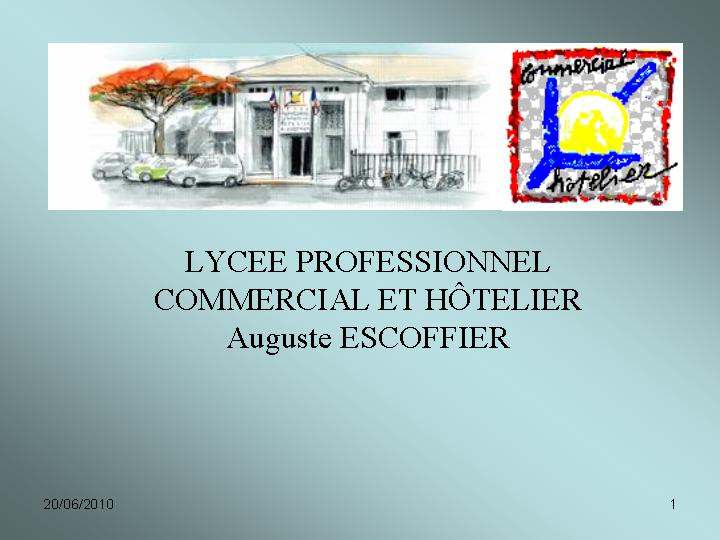 commercial
hôtelier
LYCEE PROFESSIONNEL
COMMERCIAL ET HÔTELIER
Auguste ESCOFFIER
20/06/2010
1